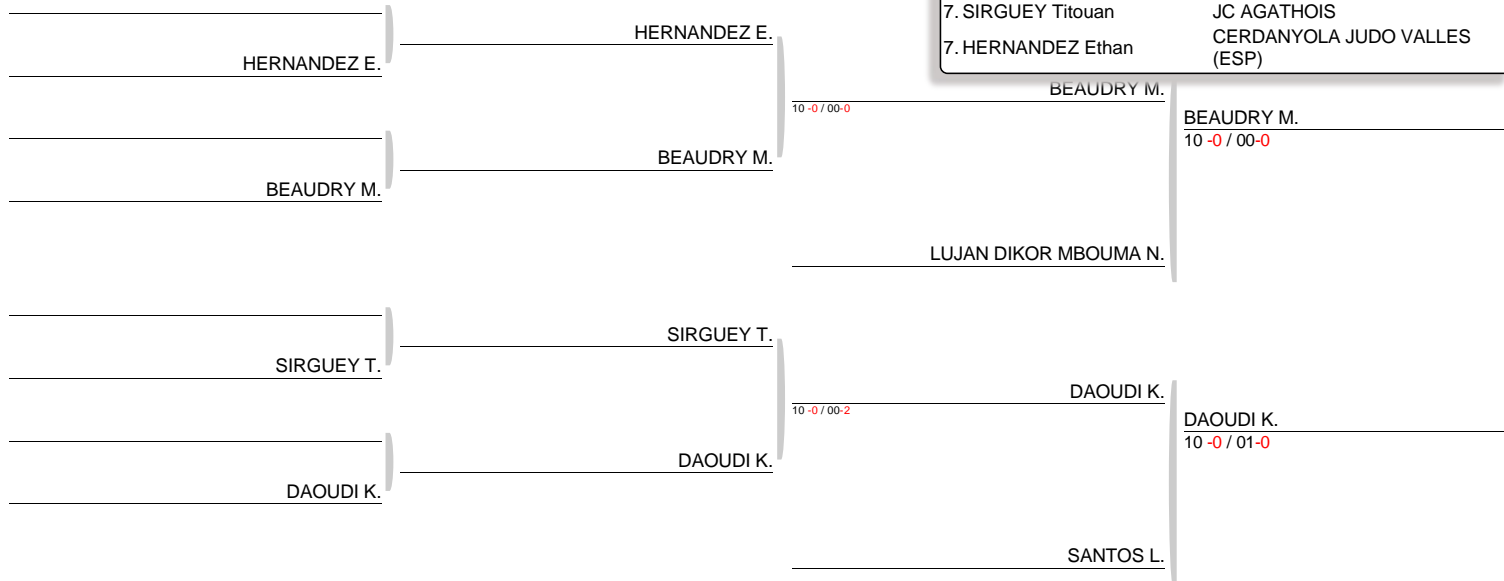 7. SIRGUEY Titouan JC AGATHOIS
7. HERNANDEZ Ethan CERDANYOLA JUDO VALLES
(ESP)
HERNANDEZ E.
HERNANDEZ E.
BEAUDRY M.
10 -0 / 00-0
BEAUDRY M.
10 -0 / 00-0
BEAUDRY M.
BEAUDRY M.
LUJAN DIKOR MBOUMA N.
SIRGUEY T.
SIRGUEY T.
DAOUDI K.
10 -0 / 00-2
DAOUDI K.
10 -0 / 01-0
DAOUDI K.
DAOUDI K.
SANTOS L.